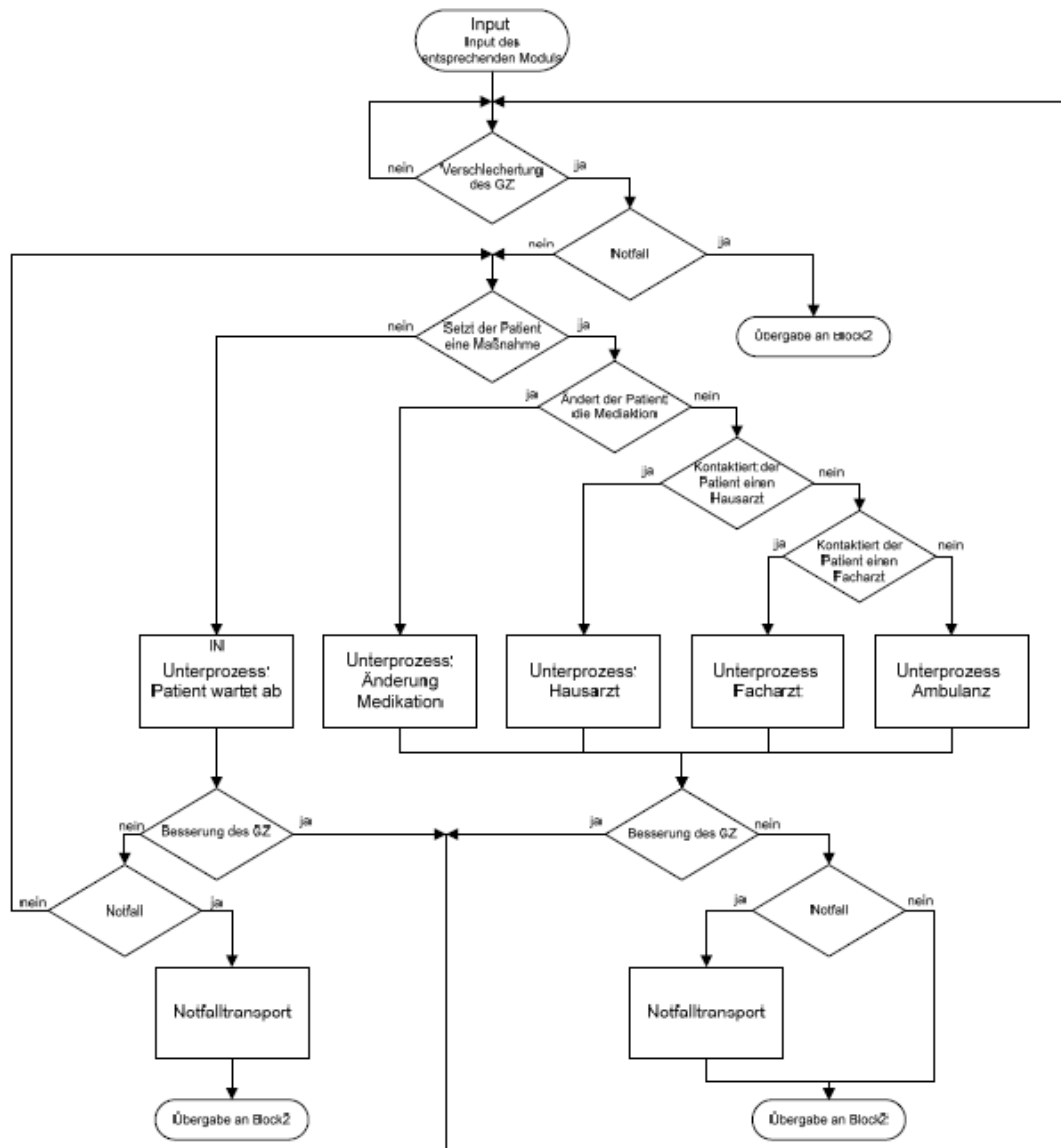 Input
Input des
entsprechenden Moduls
nein
Verschlechertung
des GZ
ja
nein
Notfall
ja
nein
Setzt der Patient
eine Maßnahme
ja
Übergabe an Block2
ja
Ändert der Patient
die Mediaktion
nein
ja
Kontaktiert der
Patient einen
Hausarzt
nein
ja
Kontaktiert der
Patient einen
Facharzt
nein
INI
Unterprozess:
Patient wartet ab
Unterprozess:
Änderung
Medikation
Unterprozess:
Hausarzt
Unterprozess
Facharzt
Unterprozess
Ambulanz
nein
Besserung des GZ
ja
ja
Besserung des GZ
nein
nein
Notfall
ja
ja
Notfall
nein
Notfalltransport
Notfalltransport
Übergabe an Block2
Übergabe an Block2